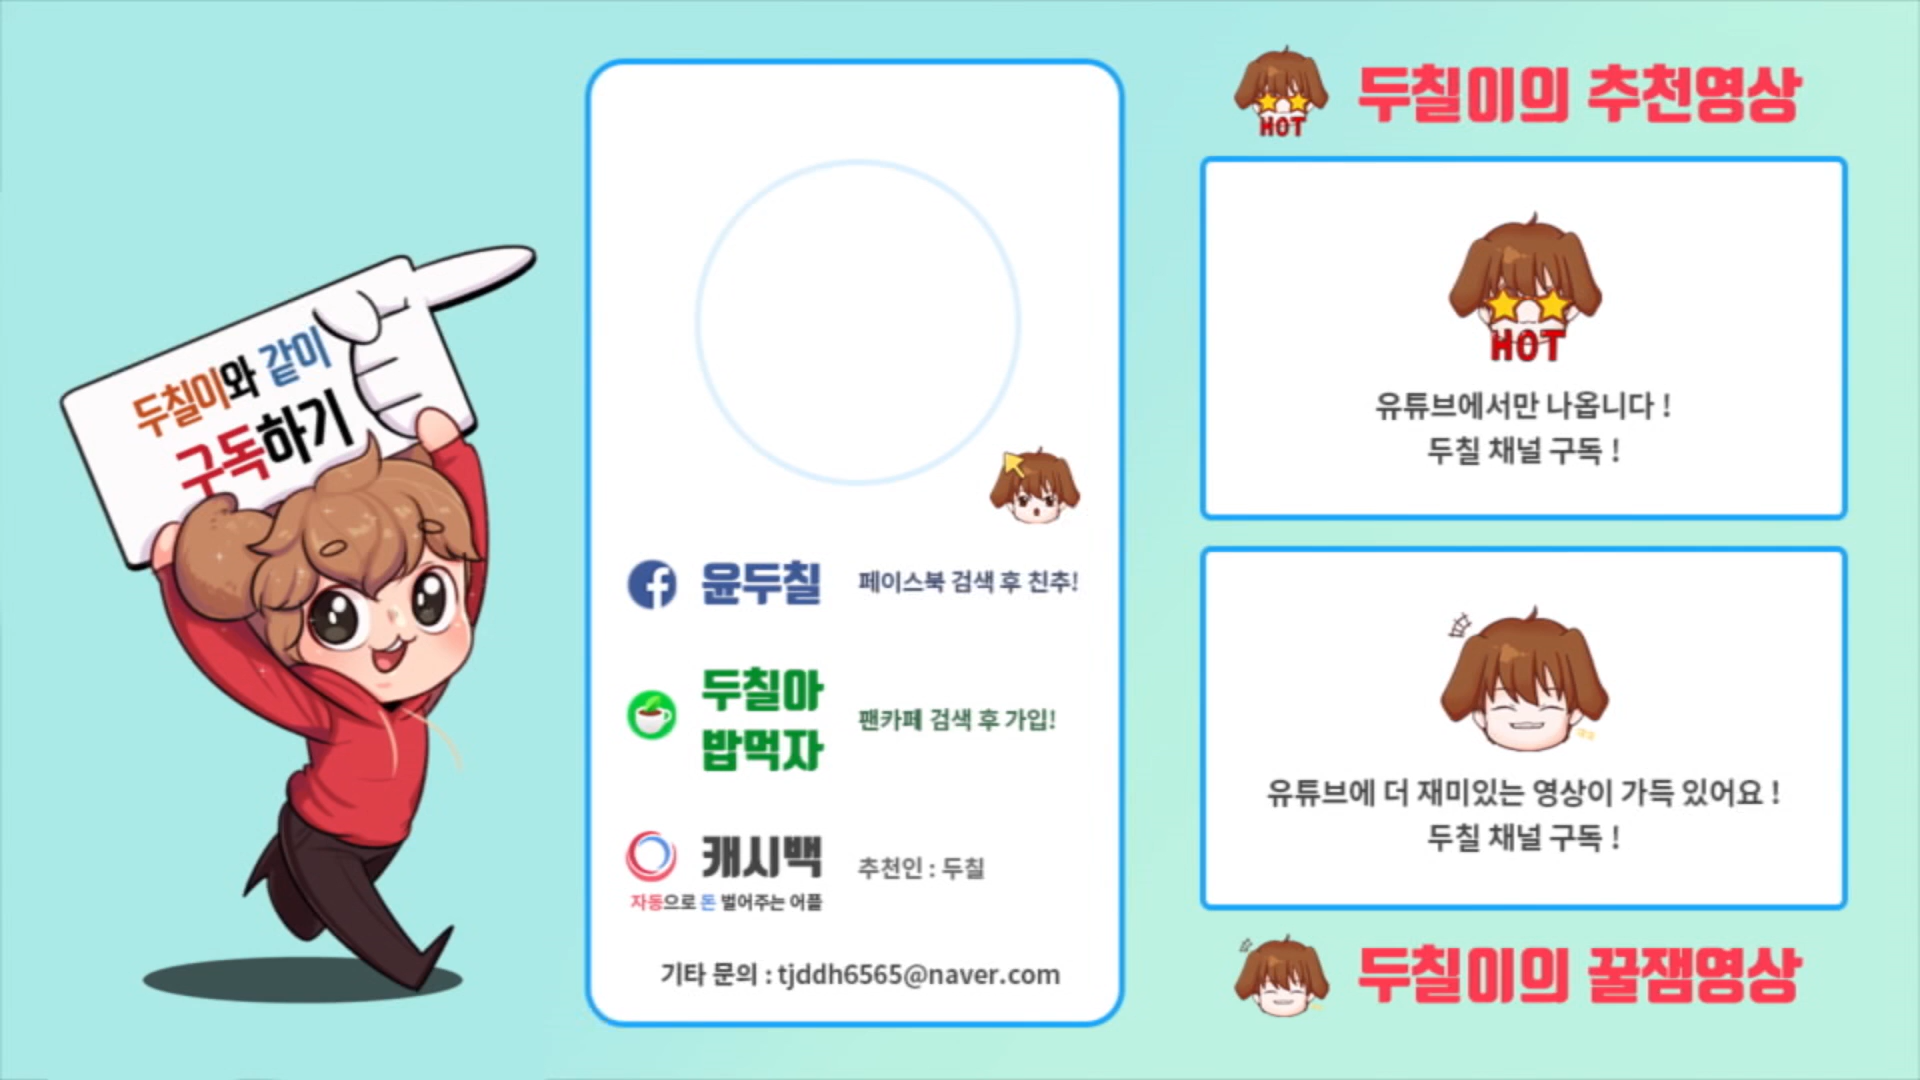 두칠이와 같이
구독하기
윤두칠
페이스북 검색 후 친추!
두칠아
밥먹자
팬카페 검색 후 가입!
캐시백
추천인 : 두칠
자동으로 돈 벌어주는 어플
기타 문의 : tjddh6565@naver.com
HOT
두칠이의 추천영상
HOT
유튜브에서만 나옵니다 !
두칠 채널 구독 !
유튜브에 더 재미있는 영상이 가득 있어요 !
두칠 채널 구독 !
두칠이의 꿀잼영상